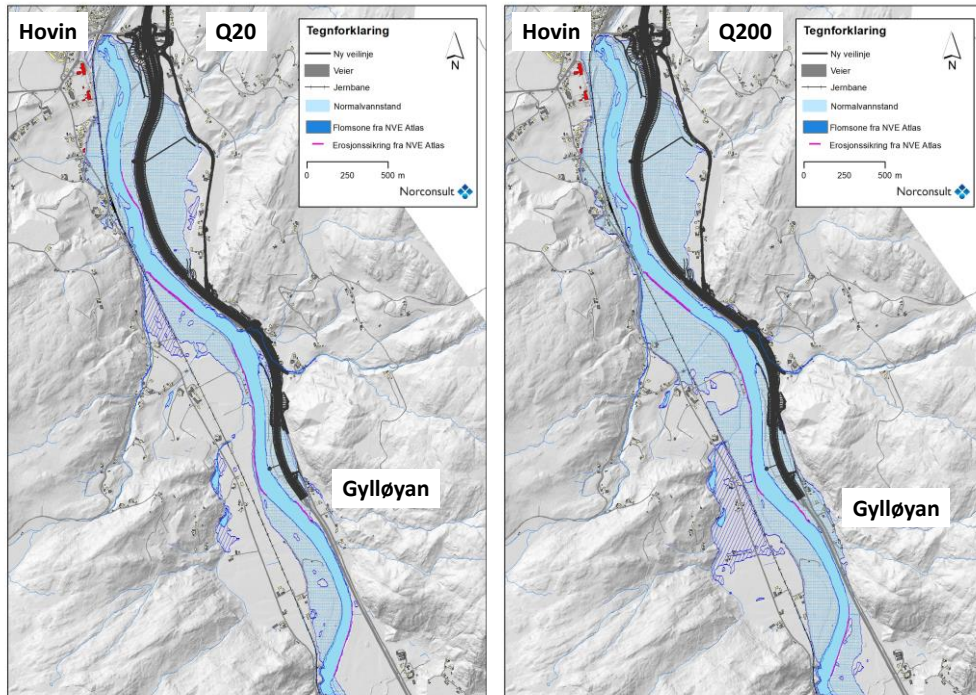 Hovin
Q20
Tegnforklaring
Ny veilinje
Veier
Jernbane
Normalvannstand
Flomsone fra NVE Atlas
Erosjonssikring fra NVE Atlas
N
0 250 500 m
Norconsult
Gylløyan
Hovin
Q200
Tegnforklaring
Ny veilinje
Veier
Jernbane
Normalvannstand
Flomsone fra NVE Atlas
Erosjonssikring fra NVE Atlas
N
0 250 500 m
Norconsult
Gylløyan